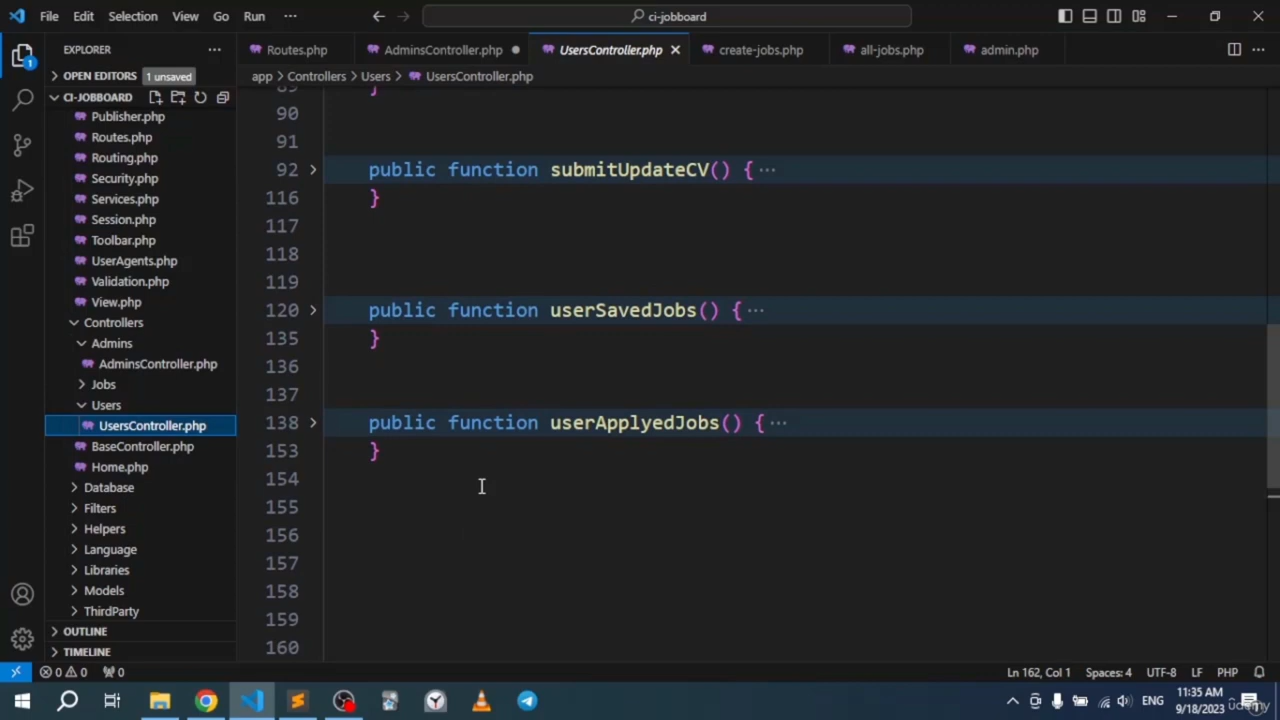 File Edit Selection View Go Run ··· ci-jobboard
EXPLORER ··· Routes.php AdminsController.php UsersController.php create-jobs.php all-jobs.php admin.php
OPEN EDITORS 1 unsaved app > Controllers > Users > UsersController.php
CI-JOBBOARD
Publisher.php
Routes.php
Routing.php
Security.php
Services.php
Session.php
Toolbar.php
UserAgents.php
Validation.php
View.php
Controllers
Admins
AdminsController.php
Jobs
Users
UsersController.php
BaseController.php
Home.php
Database
Filters
Helpers
Language
Libraries
Models
ThirdParty
OUTLINE
TIMELINE
89 }
90
91
92 public function submitUpdateCV() { ···
116 }
117
118
119
120 public function userSavedJobs() { ···
135 }
136
137
138 public function userApplyedJobs() { ···
153 }
154
155
156
157
158
159
160
0 0 0 Ln 162, Col 1 Spaces: 4 UTF-8 LF PHP
ENG 11:35 AM
9/18/2023
udemy